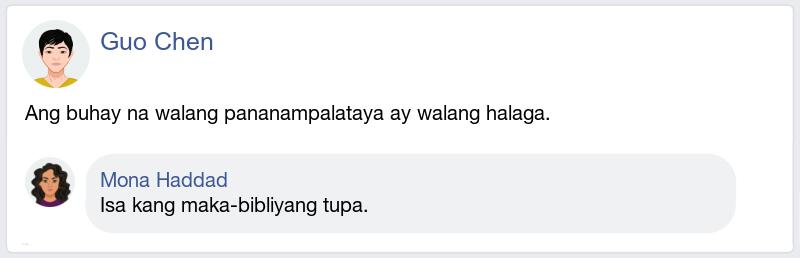 Guo Chen
Ang buhay na walang pananampalataya ay walang halaga.
Mona Haddad
Isa kang maka-bibliyang tupa.